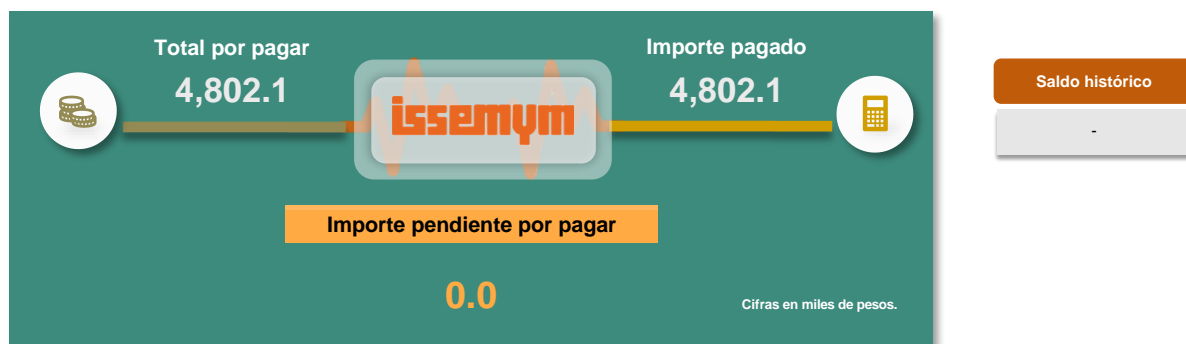 Total por pagar
4,802.1
issemym
Importe pagado
4,802.1
Importe pendiente por pagar
0.0
Cifras en miles de pesos.
Saldo histórico
-